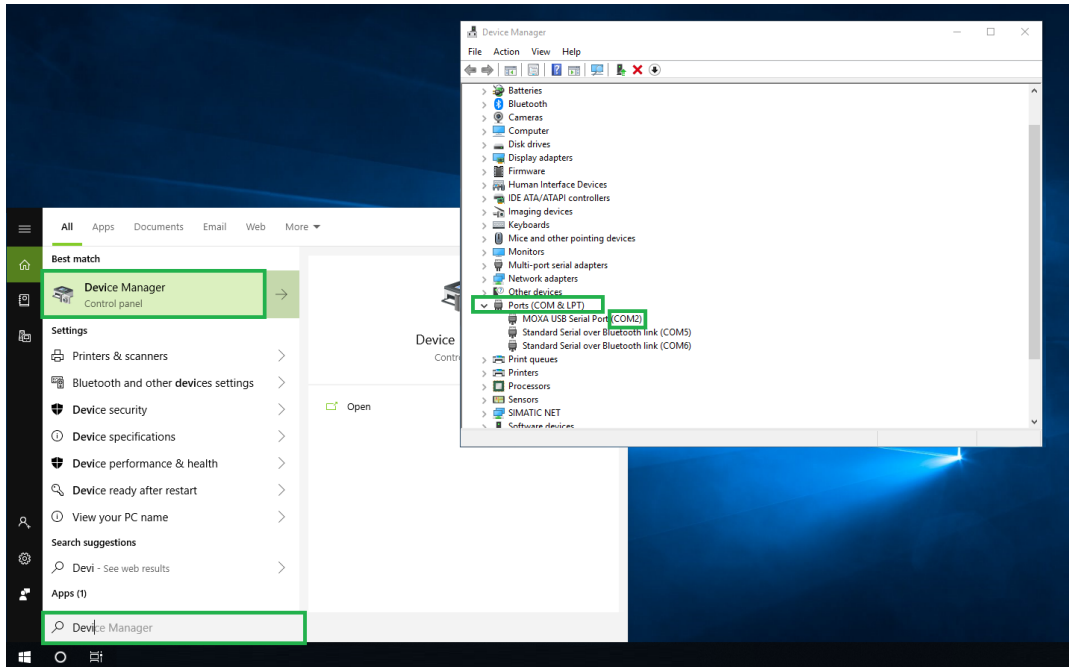 Device Manager
File Action View Help
Batteries
Bluetooth
Cameras
Computer
Disk drives
Display adapters
Firmware
Human Interface Devices
IDE ATA/ATAPI controllers
Imaging devices
Keyboards
Mice and other pointing devices
Monitors
Multi-port serial adapters
Network adapters
Other devices
Ports (COM & LPT)
MOXA USB Serial Port (COM2)
Standard Serial over Bluetooth link (COM5)
Standard Serial over Bluetooth link (COM6)
Print queues
Printers
Processors
Sensors
SIMATIC NET
Software devices
All Apps Documents Email Web More
Best match
Device Manager
Control panel
Settings
Printers & scanners
Bluetooth and other devices settings
Device security
Device specifications
Device performance & health
Device ready after restart
View your PC name
Search suggestions
Devi - See web results
Apps (1)
Device Manager
Device
Contr
Open